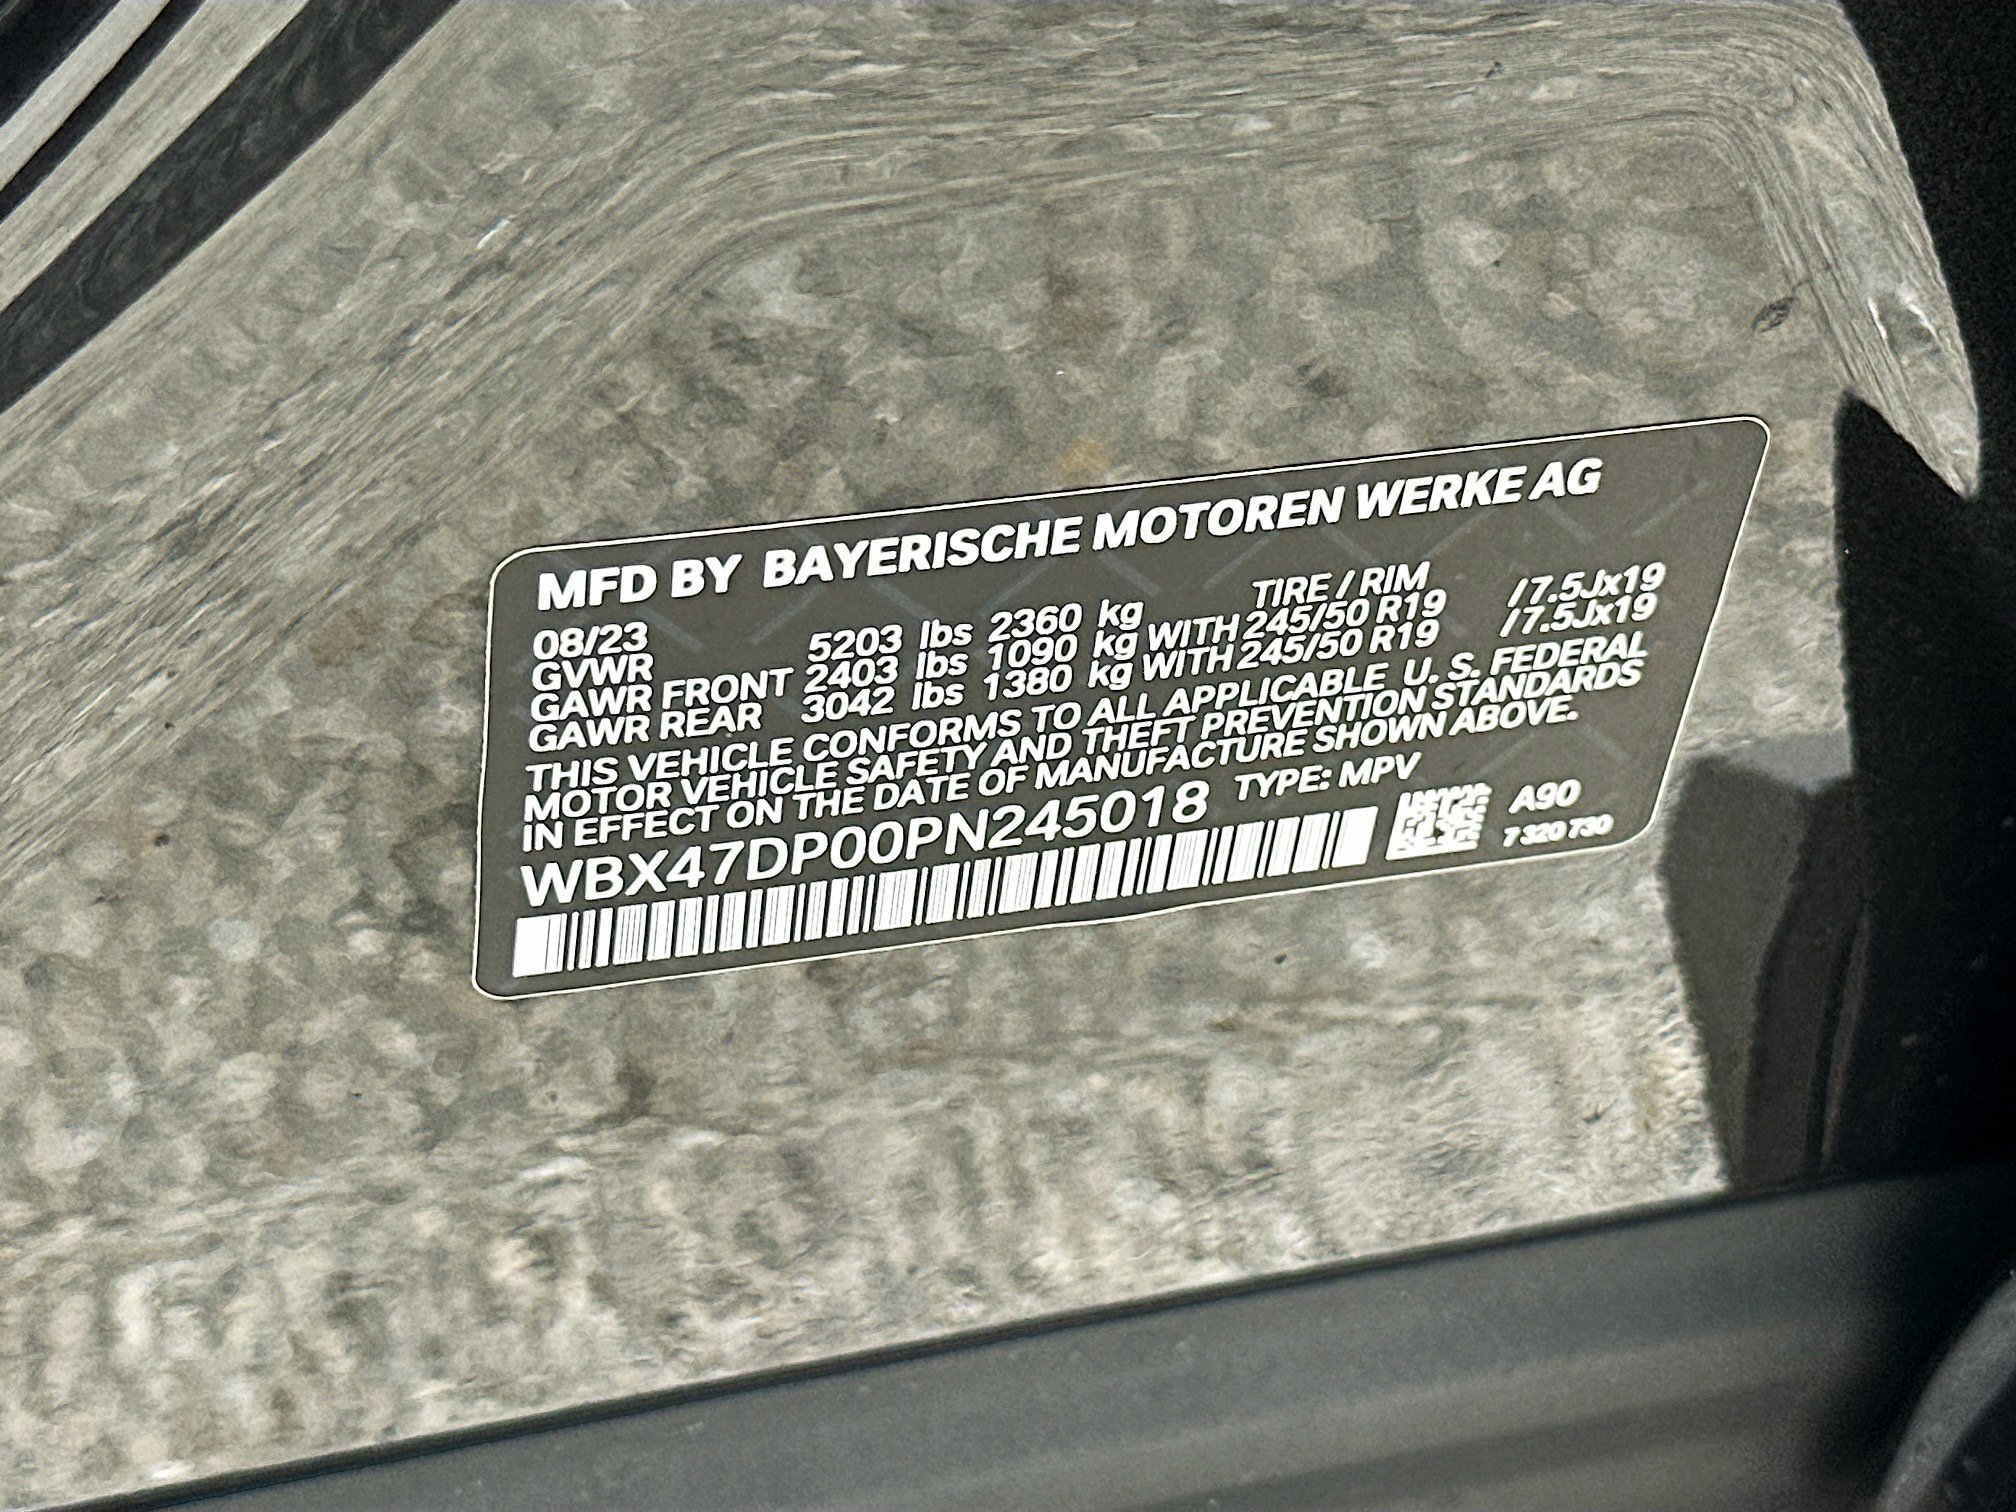 MFD BY BAYERISCHE MOTOREN WERKE AG
08/23 TIRE / RIM
GVWR 5203 lbs 2360 kg
GAWR FRONT 2403 lbs 1090 kg WITH 245/50 R19 /7.5Jx19
GAWR REAR 3042 lbs 1380 kg WITH 245/50 R19 /7.5Jx19
THIS VEHICLE CONFORMS TO ALL APPLICABLE U. S. FEDERAL
MOTOR VEHICLE SAFETY AND THEFT PREVENTION STANDARDS
IN EFFECT ON THE DATE OF MANUFACTURE SHOWN ABOVE.
WBX47DP00PN245018 TYPE: MPV
A90
7 320 730